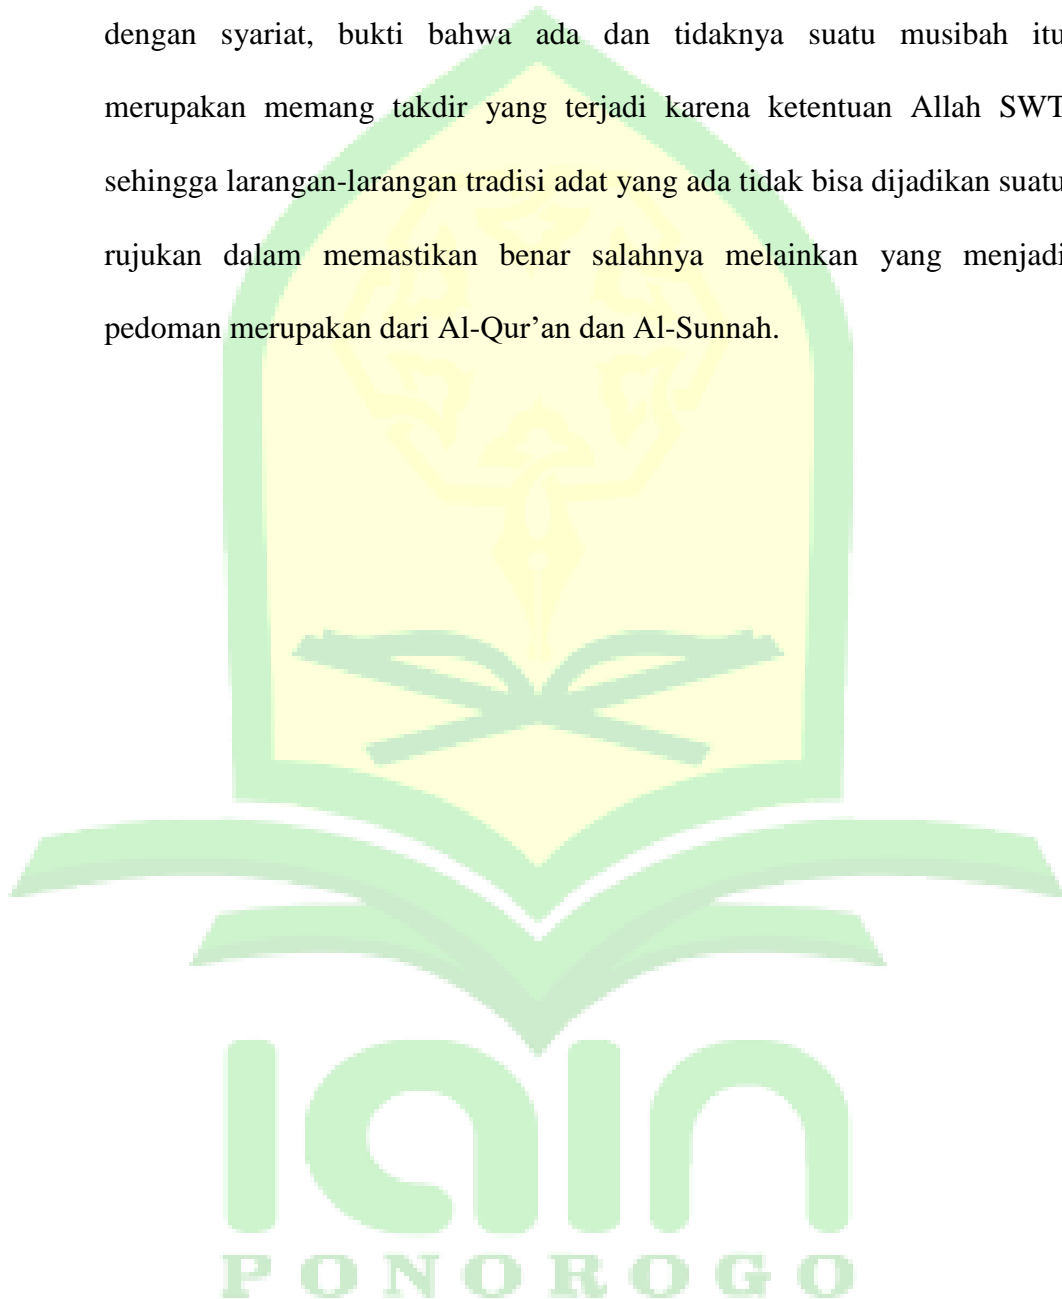 dengan syariat, bukti bahwa ada dan tidaknya suatu musibah itu
merupakan memang takdir yang terjadi karena ketentuan Allah SWT
sehingga larangan-larangan tradisi adat yang ada tidak bisa dijadikan suatu
rujukan dalam memastikan benar salahnya melainkan yang menjadi
pedoman merupakan dari Al-Qur’an dan Al-Sunnah.
IAIN
PONOROGO